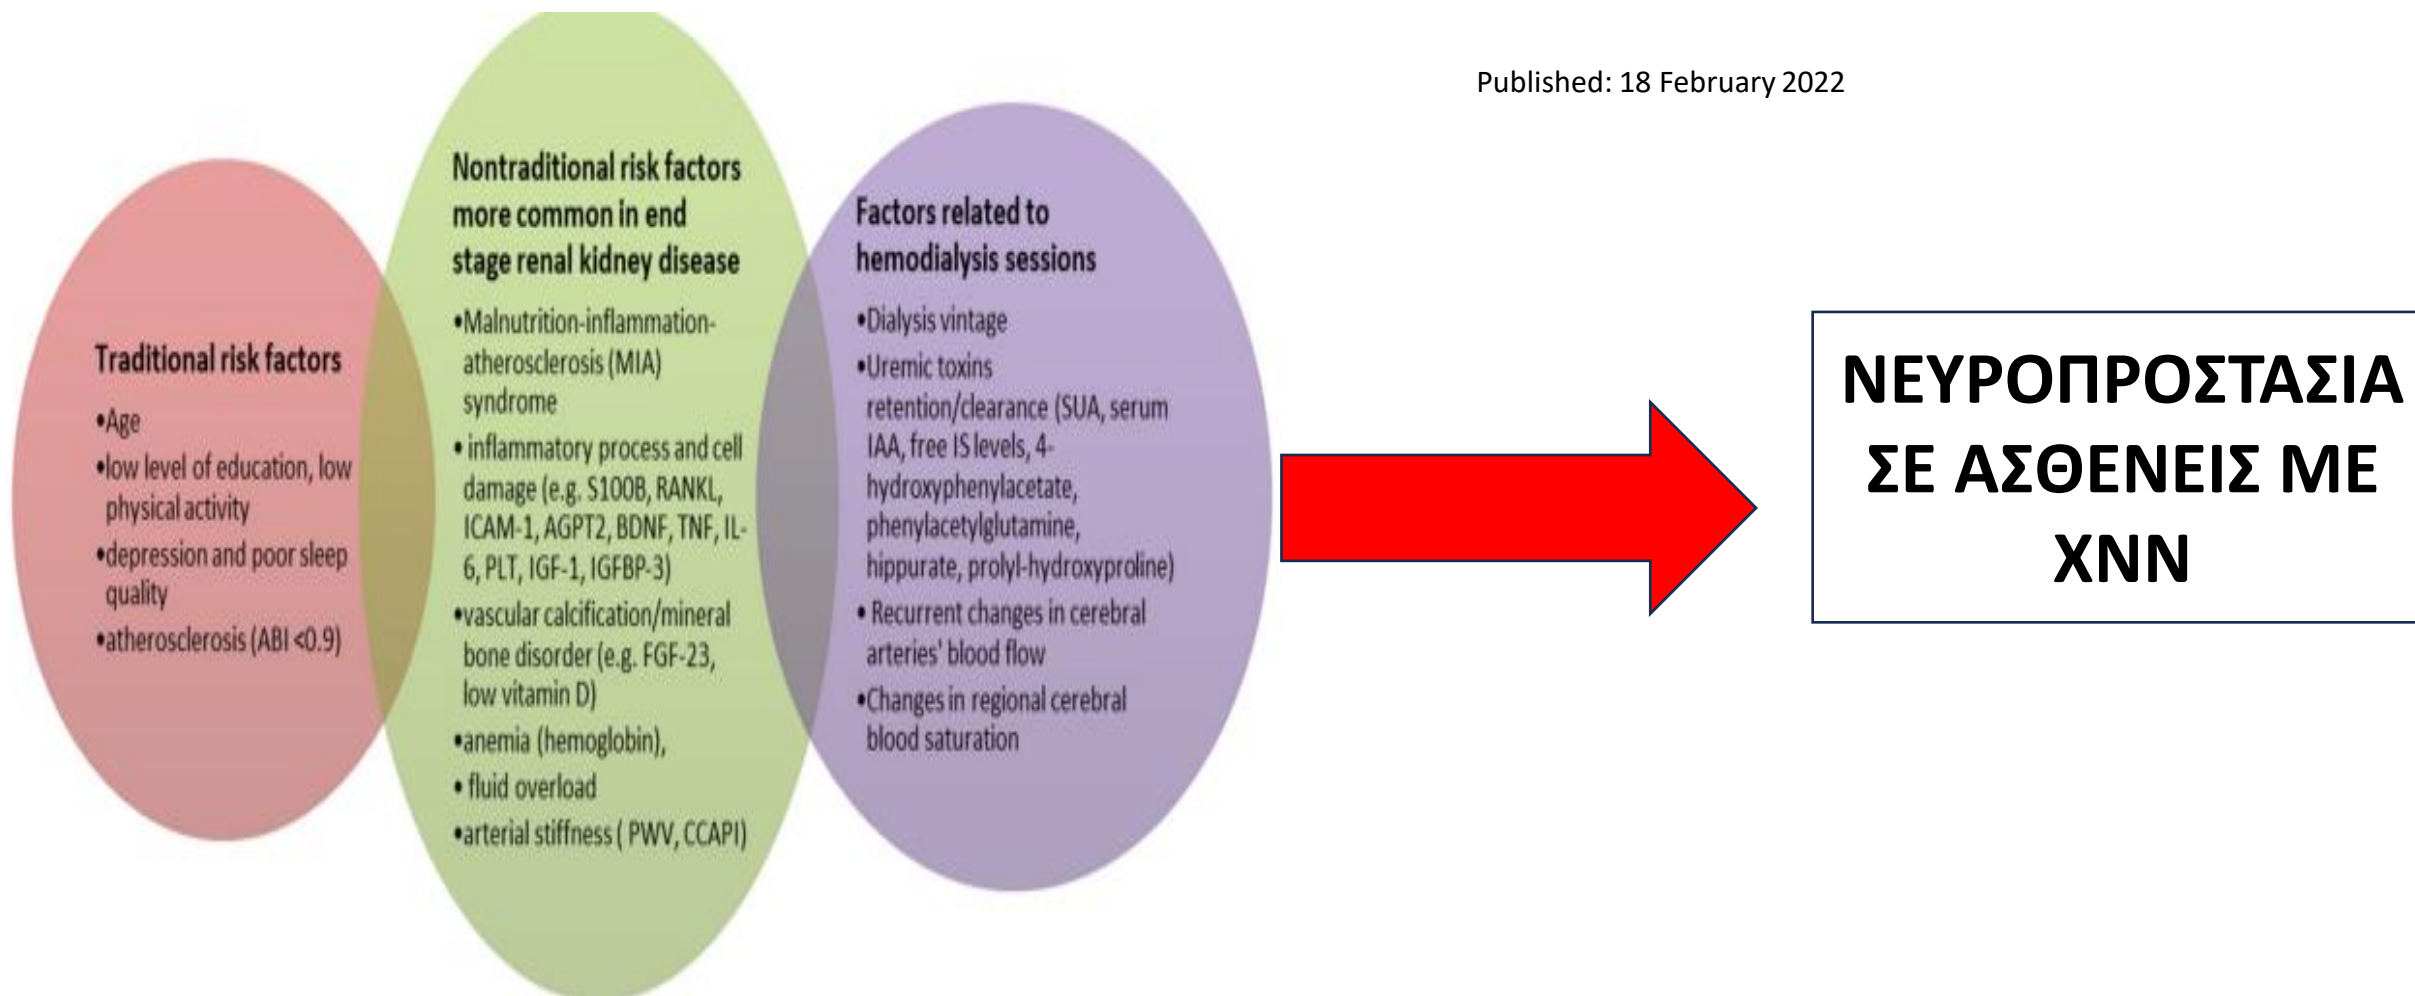 Published: 18 February 2022
Traditional risk factors
•Age
•low level of education, low
physical activity
•depression and poor sleep
quality
•atherosclerosis (ABI <0.9)
Nontraditional risk factors
more common in end
stage renal kidney disease
•Malnutrition-inflammation-
atherosclerosis (MIA)
syndrome
• inflammatory process and cell
damage (e.g. S100B, RANKL,
ICAM-1, AGPT2, BDNF, TNF, IL-
6, PLT, IGF-1, IGFBP-3)
•vascular calcification/mineral
bone disorder (e.g. FGF-23,
low vitamin D)
•anemia (hemoglobin),
• fluid overload
•arterial stiffness ( PWV, CCAPI)
Factors related to
hemodialysis sessions
•Dialysis vintage
•Uremic toxins
retention/clearance (SUA, serum
IAA, free IS levels, 4-
hydroxyphenylacetate,
phenylacetylglutamine,
hippurate, prolyl-hydroxyproline)
• Recurrent changes in cerebral
arteries' blood flow
•Changes in regional cerebral
blood saturation
ΝΕΥΡΟΠΡΟΣΤΑΣΙΑ
ΣΕ ΑΣΘΕΝΕΙΣ ΜΕ
ΧΝΝ